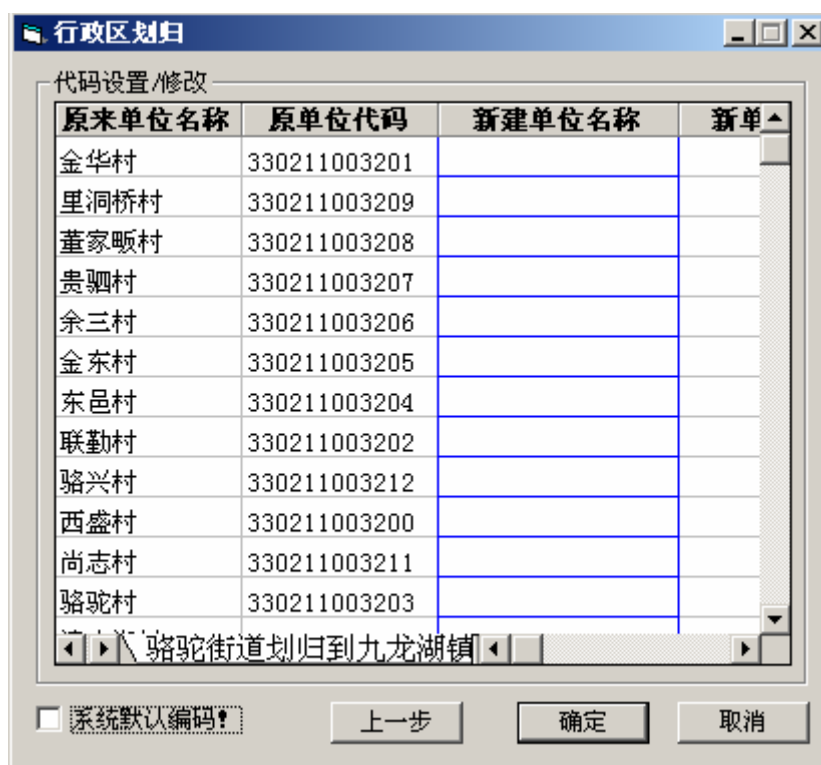 行政区划归
代码设置/修改
原来单位名称 原单位代码 新建单位名称 新单
金华村 330211003201
里洞桥村 330211003209
董家畈村 330211003208
贵驷村 330211003207
余三村 330211003206
金东村 330211003205
东邑村 330211003204
联勤村 330211003202
骆兴村 330211003212
西盛村 330211003200
尚志村 330211003211
骆驼村 330211003203
骆驼街道划归到九龙湖镇
系统默认编码!
上一步 确定 取消